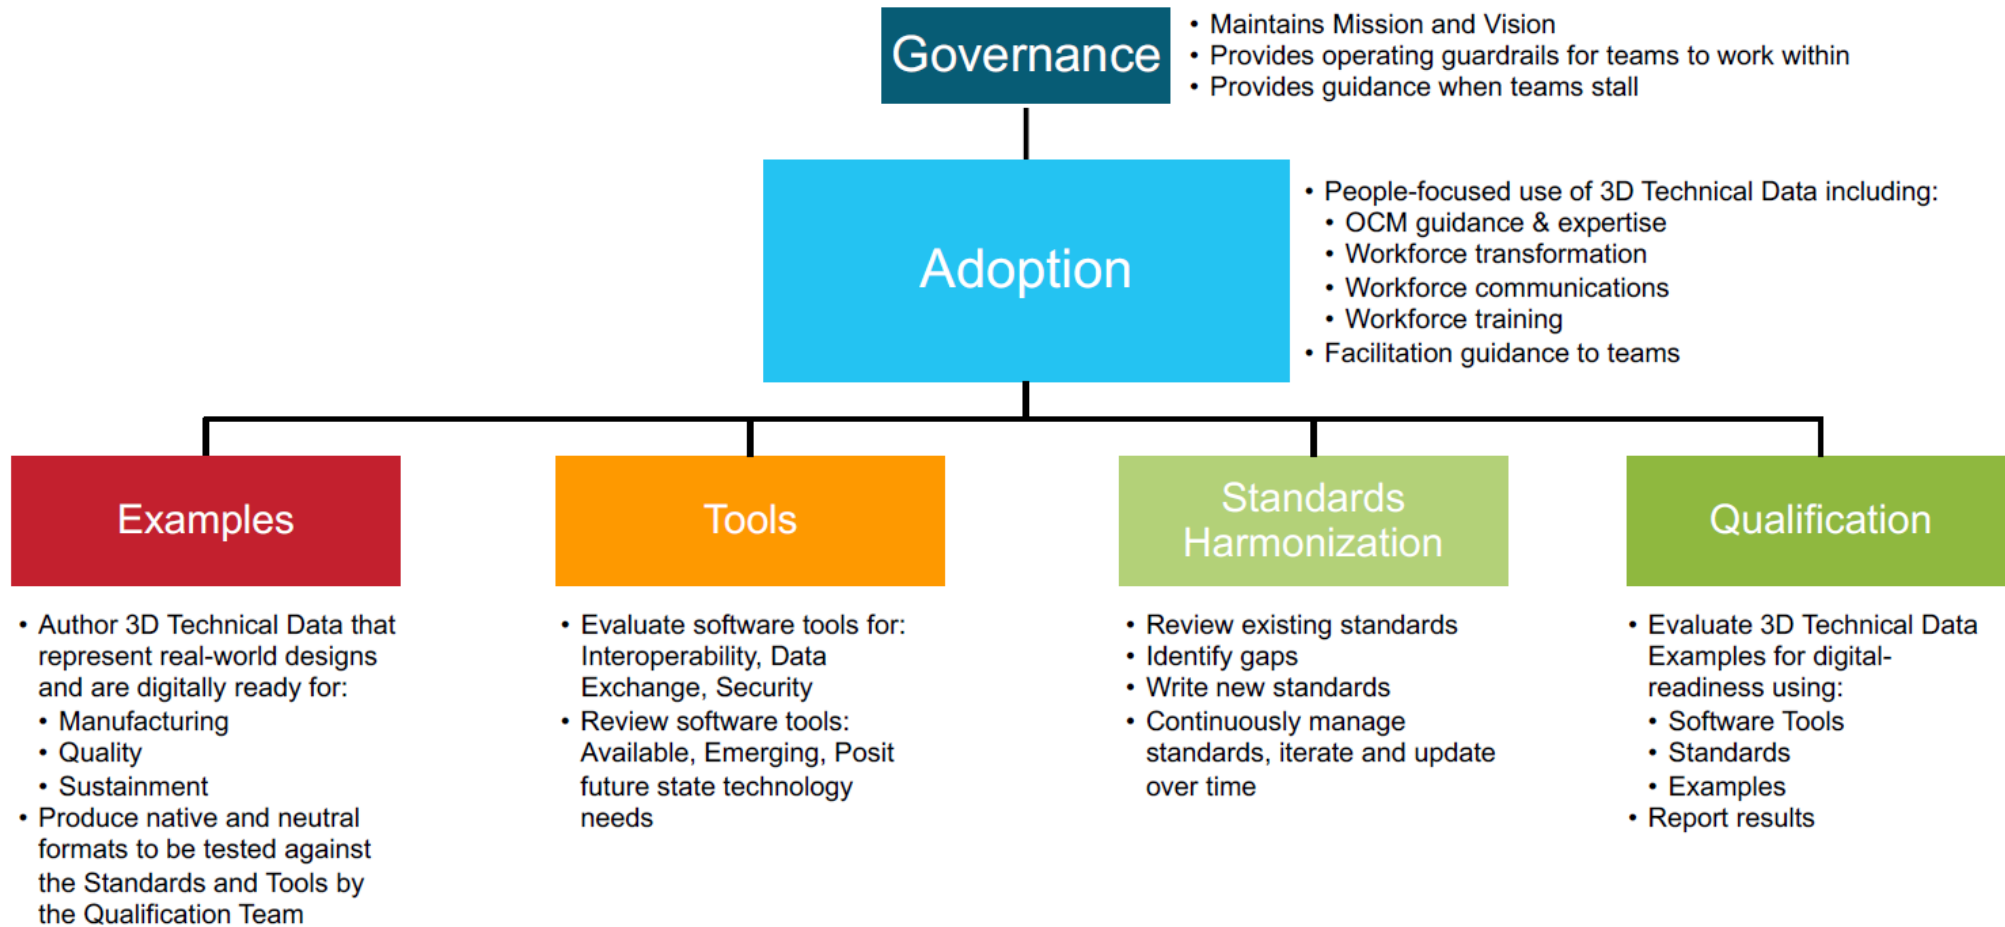 Governance
• Maintains Mission and Vision
• Provides operating guardrails for teams to work within
• Provides guidance when teams stall
Adoption
• People-focused use of 3D Technical Data including:
• OCM guidance & expertise
• Workforce transformation
• Workforce communications
• Workforce training
• Facilitation guidance to teams
Examples
• Author 3D Technical Data that
represent real-world designs
and are digitally ready for:
• Manufacturing
• Quality
• Sustainment
• Produce native and neutral
formats to be tested against
the Standards and Tools by
the Qualification Team
Tools
• Evaluate software tools for:
Interoperability, Data
Exchange, Security
• Review software tools:
Available, Emerging, Posit
future state technology
needs
Standards
Harmonization
• Review existing standards
• Identify gaps
• Write new standards
• Continuously manage
standards, iterate and update
over time
Qualification
• Evaluate 3D Technical Data
Examples for digital-
readiness using:
• Software Tools
• Standards
• Examples
• Report results